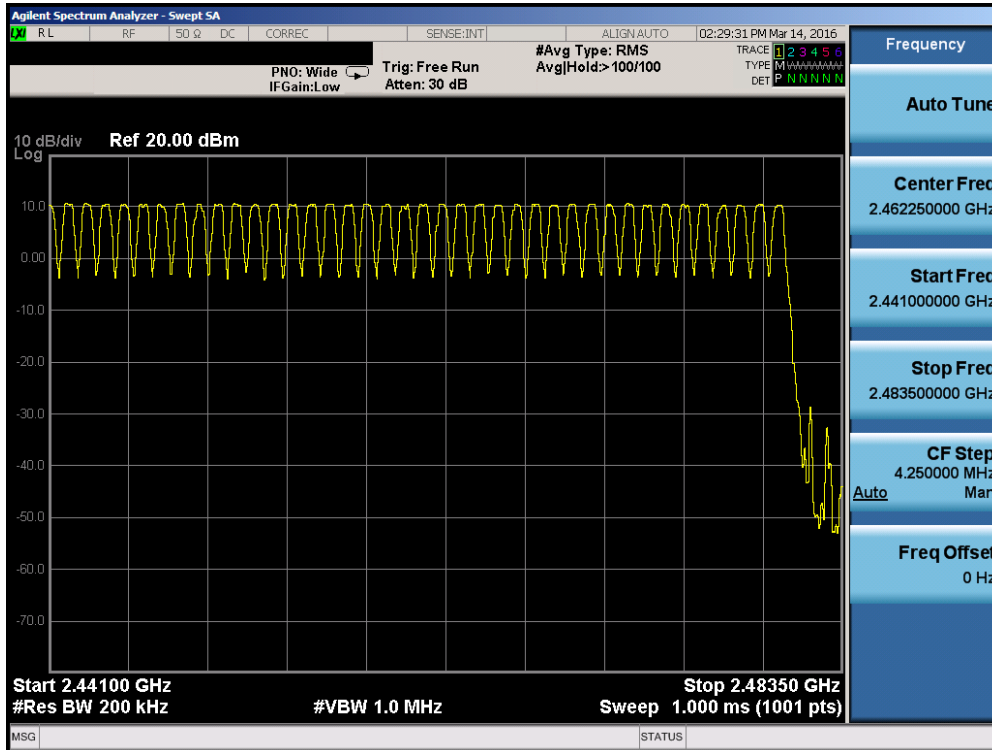 Agilent Spectrum Analyzer - Swept SA
LXI RL RF 50 Ω DC CORREC SENSE:INT ALIGN AUTO 02:29:31 PM Mar 14, 2016
#Avg Type: RMS TRACE 1 2 3 4 5 6
PNO: Wide Trig: Free Run Avg|Hold:>100/100 TYPE M WWWWW
IFGain:Low Atten: 30 dB DET P N N N N N
10 dB/div Ref 20.00 dBm
Log
10.0
0.00
-10.0
-20.0
-30.0
-40.0
-50.0
-60.0
-70.0
Start 2.44100 GHz Stop 2.48350 GHz
#Res BW 200 kHz #VBW 1.0 MHz Sweep 1.000 ms (1001 pts)
MSG STATUS
Frequency
Auto Tune
Center Freq
2.462250000 GHz
Start Freq
2.441000000 GHz
Stop Freq
2.483500000 GHz
CF Step
4.250000 MHz
Auto Man
Freq Offset
0 Hz